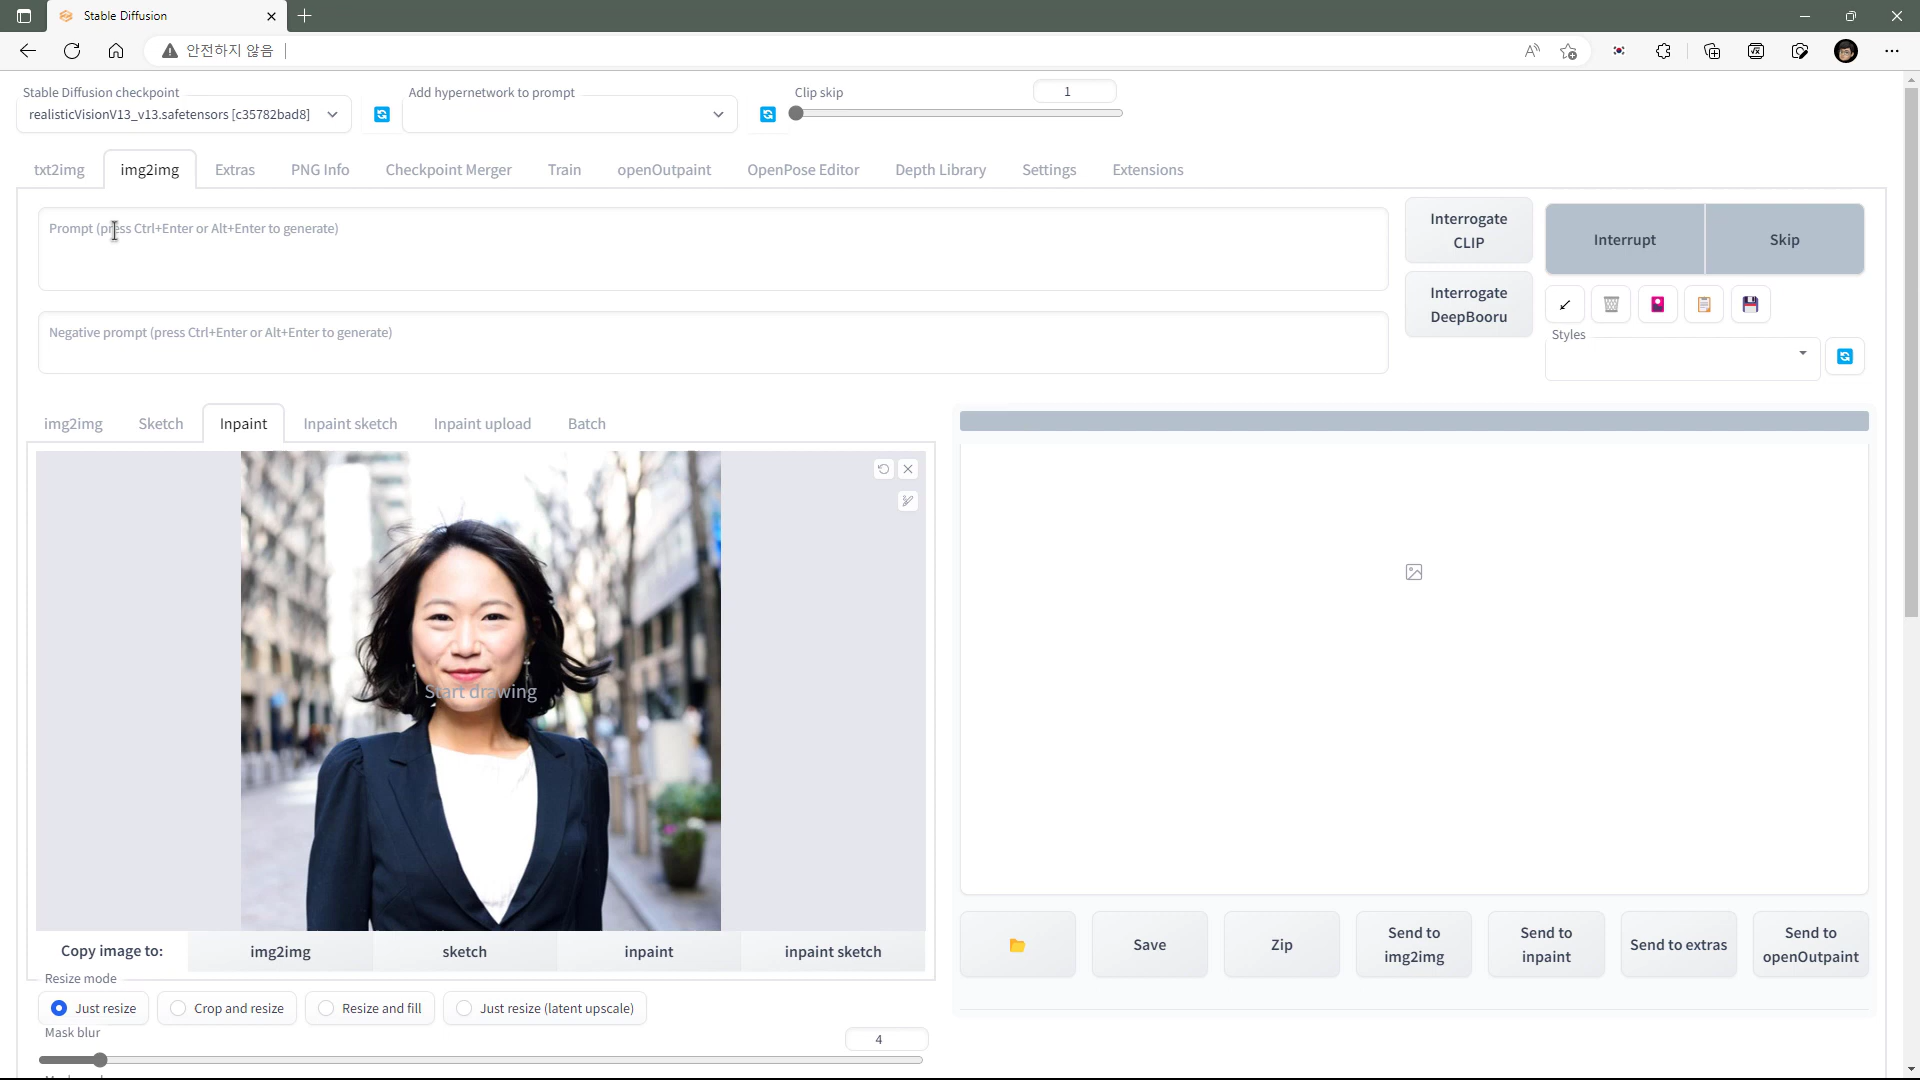 Stable Diffusion
안전하지 않음
Stable Diffusion checkpoint
realisticVisionV13_v13.safetensors [c35782bad8]
Add hypernetwork to prompt
Clip skip
1
txt2img
img2img
Extras
PNG Info
Checkpoint Merger
Train
openOutpaint
OpenPose Editor
Depth Library
Settings
Extensions
Prompt (press Ctrl+Enter or Alt+Enter to generate)
Negative prompt (press Ctrl+Enter or Alt+Enter to generate)
Interrogate
CLIP
Interrogate
DeepBooru
Interrupt
Skip
Styles
img2img
Sketch
Inpaint
Inpaint sketch
Inpaint upload
Batch
Start drawing
Copy image to:
img2img
sketch
inpaint
inpaint sketch
Resize mode
Just resize
Crop and resize
Resize and fill
Just resize (latent upscale)
Mask blur
4
Save
Zip
Send to
img2img
Send to
inpaint
Send to extras
Send to
openOutpaint